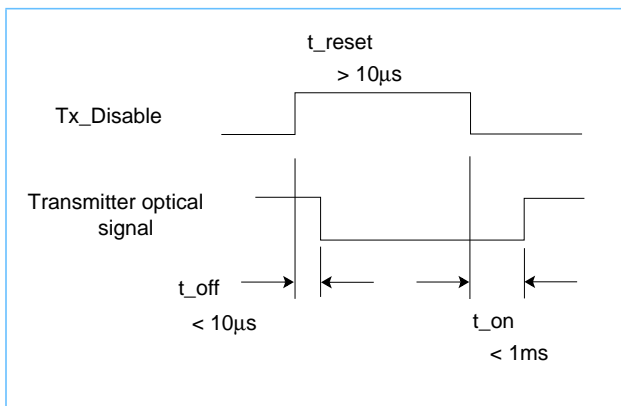 t_reset
> 10μs
Tx_Disable
Transmitter optical
signal
t_off
< 10μs
t_on
< 1ms